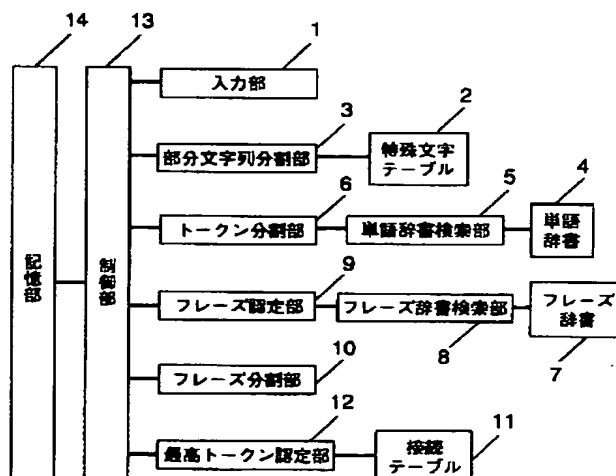 14
13
1
入力部
3
2
部分文字列分割部
特殊文字
テーブル
6
5
4
トークン分割部
単語辞書検索部
単語
辞書
記憶部
制御部
9
フレーズ認定部
フレーズ辞書検索部
フレーズ
辞書
8
7
10
フレーズ分割部
12
11
最高トークン認定部
接続
テーブル